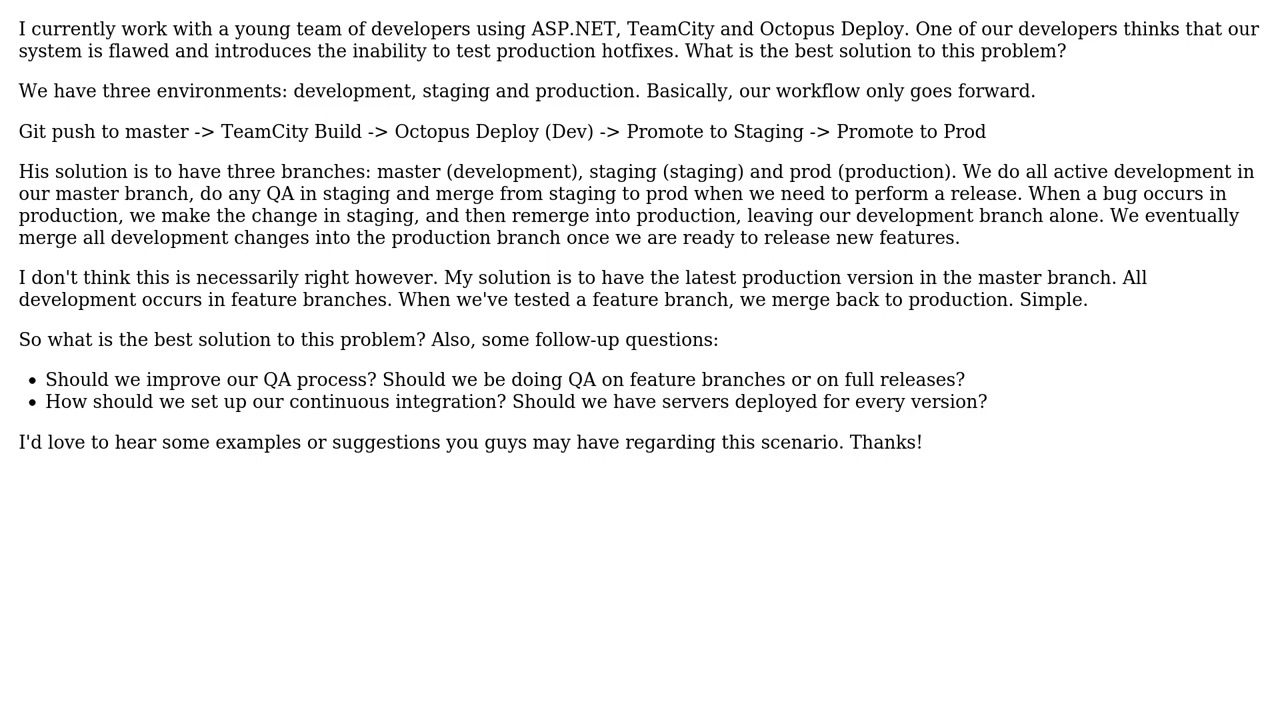 I currently work with a young team of developers using ASP.NET, TeamCity and Octopus Deploy. One of our developers thinks that our
system is flawed and introduces the inability to test production hotfixes. What is the best solution to this problem?
We have three environments: development, staging and production. Basically, our workflow only goes forward.
Git push to master -> TeamCity Build -> Octopus Deploy (Dev) -> Promote to Staging -> Promote to Prod
His solution is to have three branches: master (development), staging (staging) and prod (production). We do all active development in
our master branch, do any QA in staging and merge from staging to prod when we need to perform a release. When a bug occurs in
production, we make the change in staging, and then remerge into production, leaving our development branch alone. We eventually
merge all development changes into the production branch once we are ready to release new features.
I don't think this is necessarily right however. My solution is to have the latest production version in the master branch. All
development occurs in feature branches. When we've tested a feature branch, we merge back to production. Simple.
So what is the best solution to this problem? Also, some follow-up questions:
• Should we improve our QA process? Should we be doing QA on feature branches or on full releases?
• How should we set up our continuous integration? Should we have servers deployed for every version?
I'd love to hear some examples or suggestions you guys may have regarding this scenario. Thanks!